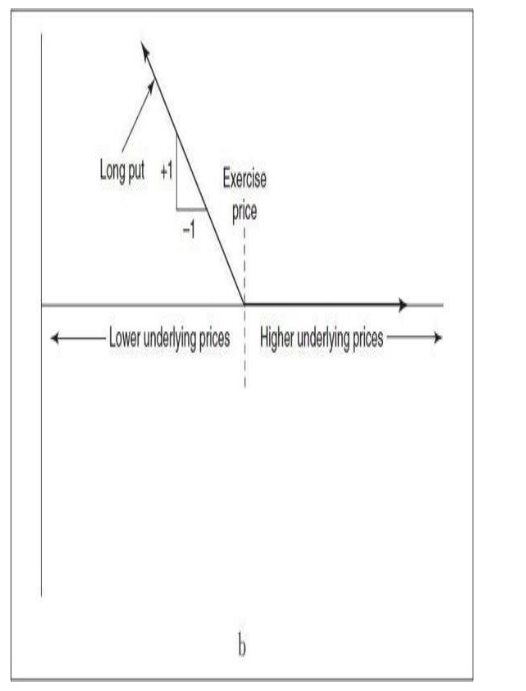 Long put
+1
Exercise
price
−1
Lower underlying prices
Higher underlying prices
b